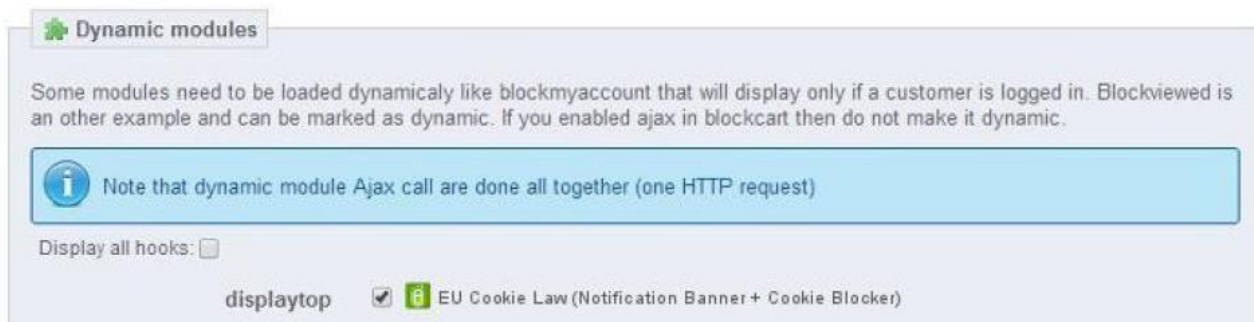 Dynamic modules
Some modules need to be loaded dynamicaly like blockmyaccount that will display only if a customer is logged in. Blockviewed is
an other example and can be marked as dynamic. If you enabled ajax in blockcart then do not make it dynamic.
Note that dynamic module Ajax call are done all together (one HTTP request)
Display all hooks:
displaytop EU Cookie Law (Notification Banner + Cookie Blocker)